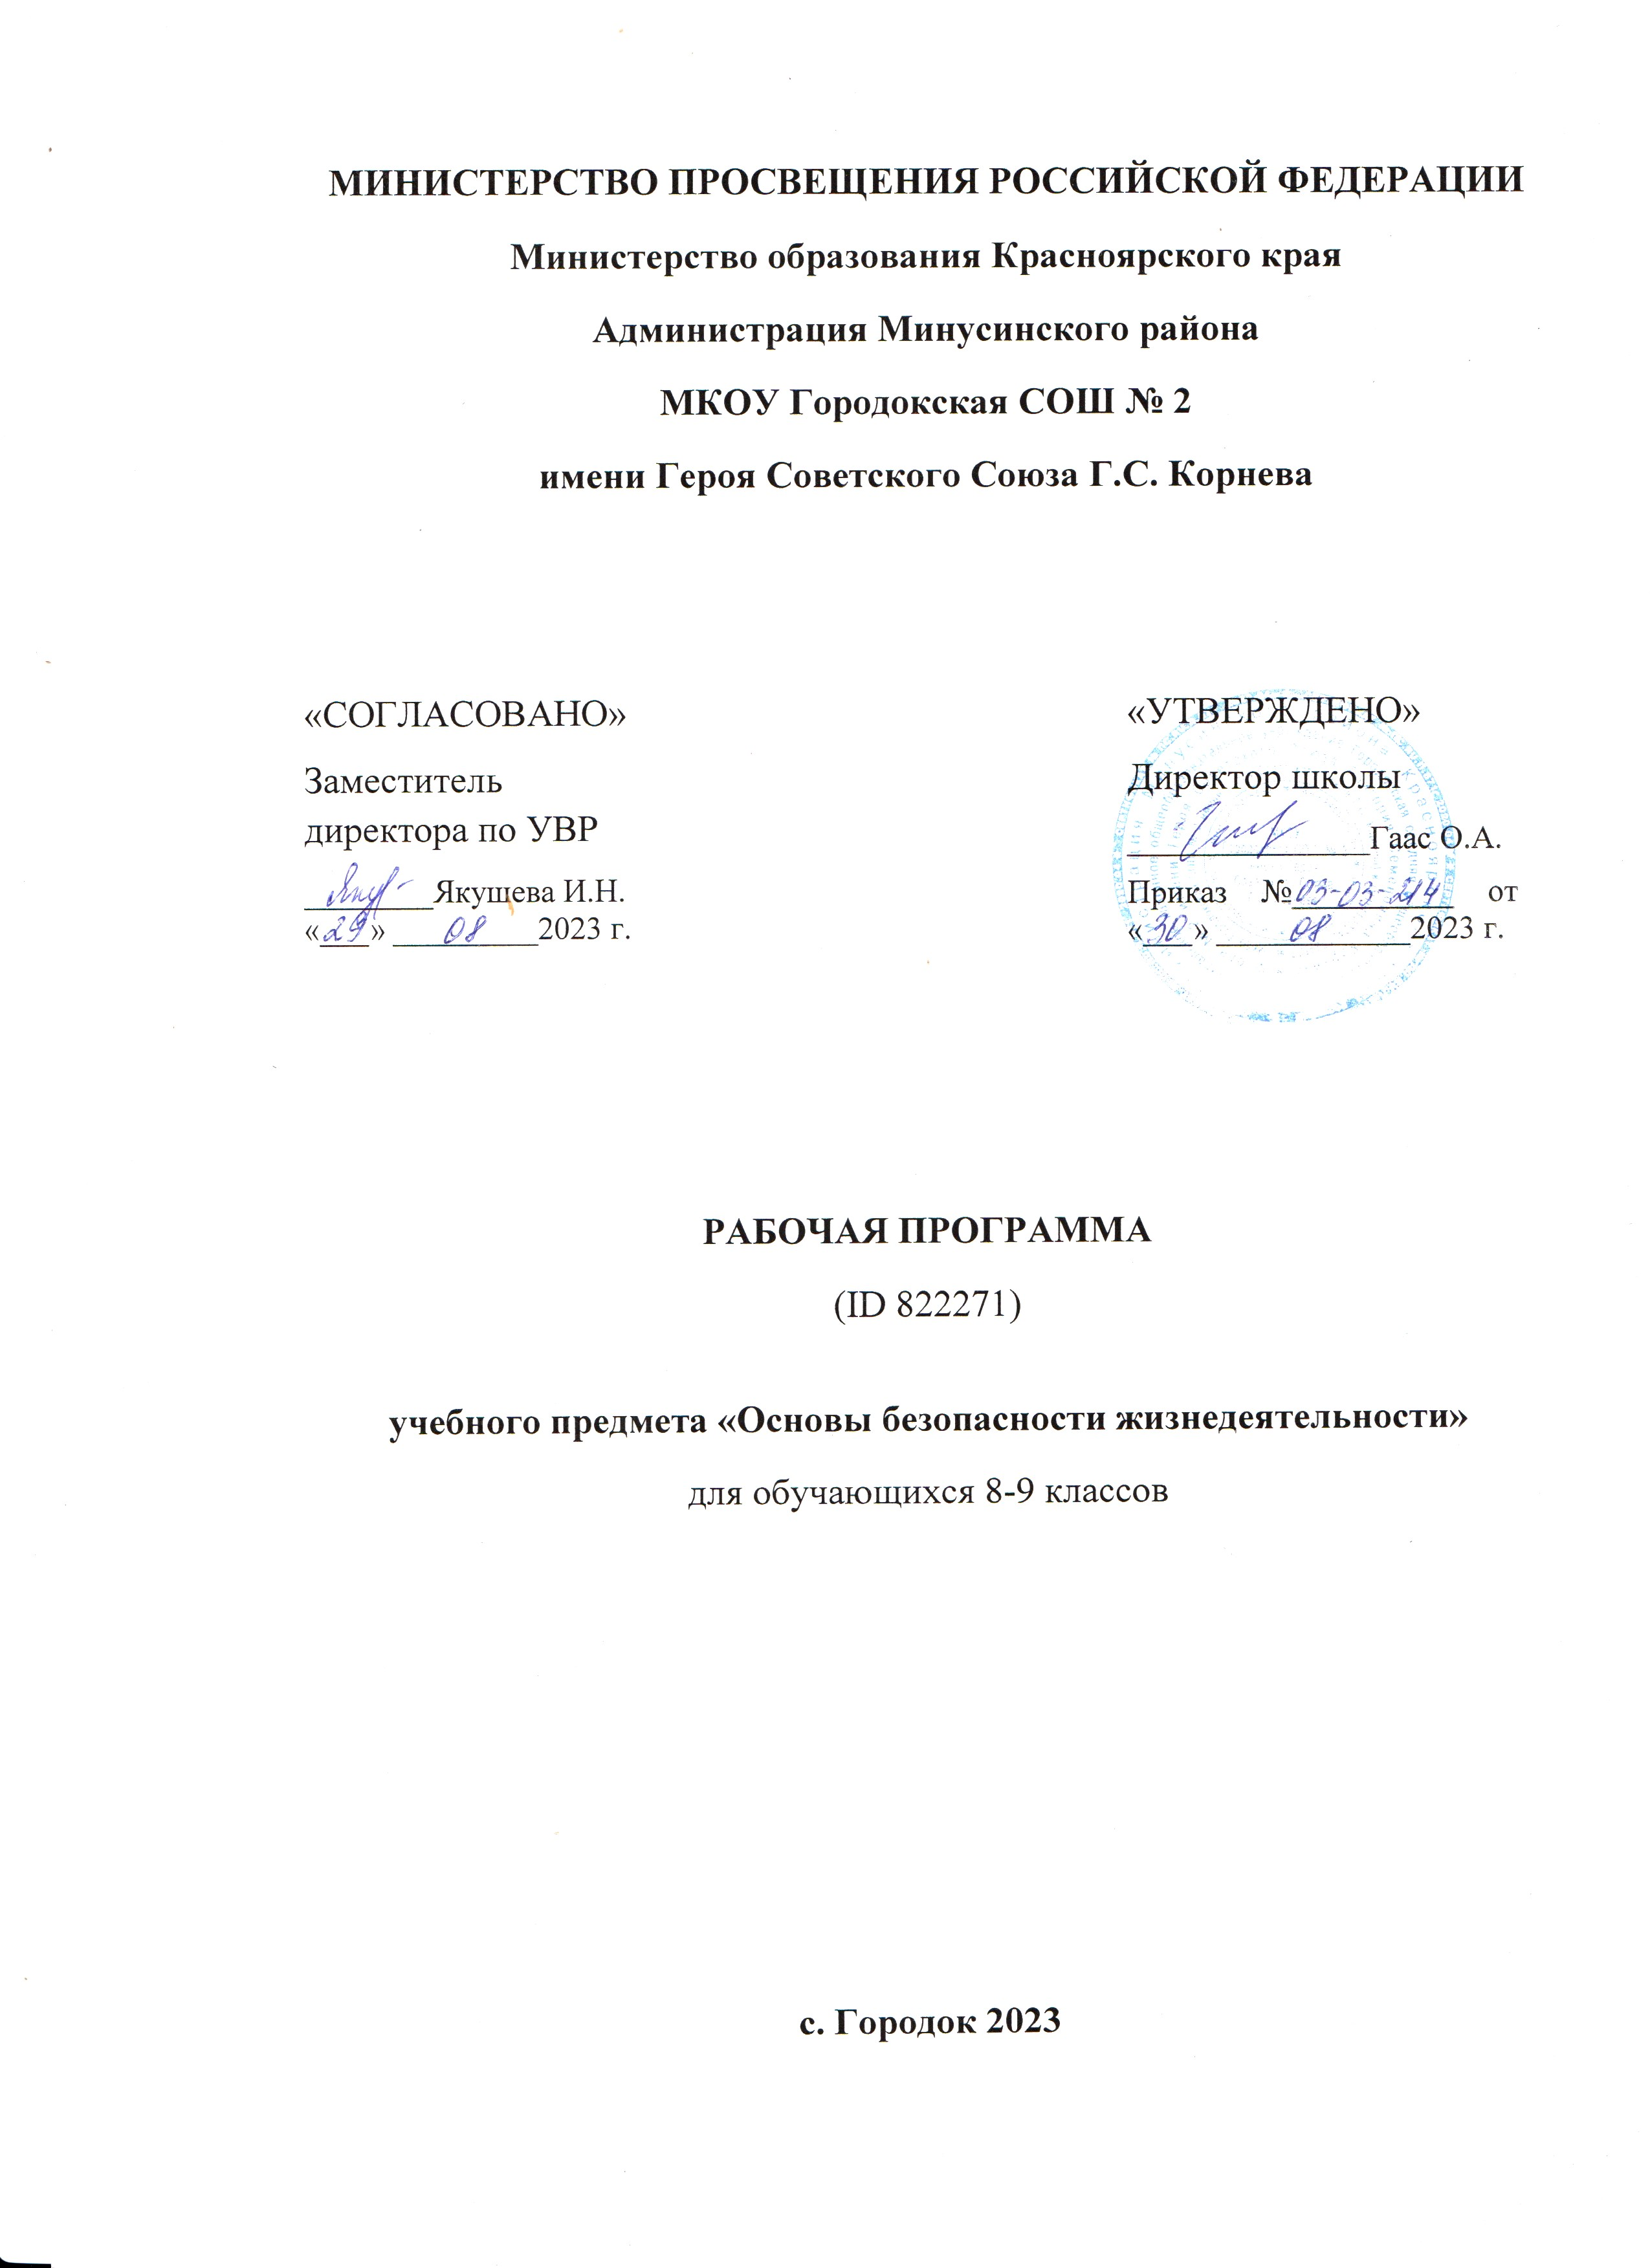 МИНИСТЕРСТВО ПРОСВЕЩЕНИЯ РОССИЙСКОЙ ФЕДЕРАЦИИ
Министерство образования Красноярского края
Администрация Минусинского района
МКОУ Городокская СОШ № 2
имени Героя Советского Союза Г.С. Корнева
«СОГЛАСОВАНО»
Заместитель
директора по УВР
Якущева И.Н.
«29» 08 2023 г.
«УТВЕРЖДЕНО»
Директор школы
Гаас О.А.
Приказ №03-03-214 от
«30» 08 2023 г.
РАБОЧАЯ ПРОГРАММА
(ID 822271)
учебного предмета «Основы безопасности жизнедеятельности»
для обучающихся 8-9 классов
с. Городок 2023